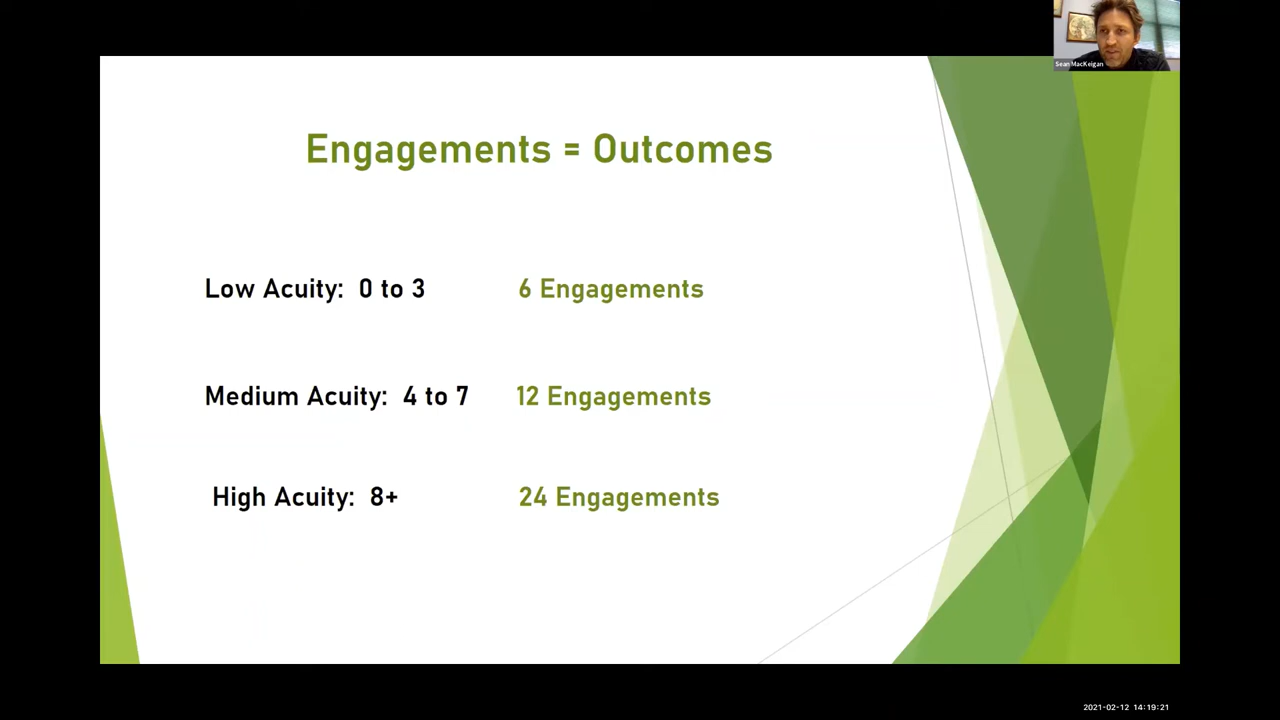 Sean MacKeigan
Engagements = Outcomes
Low Acuity: 0 to 3 6 Engagements
Medium Acuity: 4 to 7 12 Engagements
High Acuity: 8+ 24 Engagements
2021-02-12 14:19:21